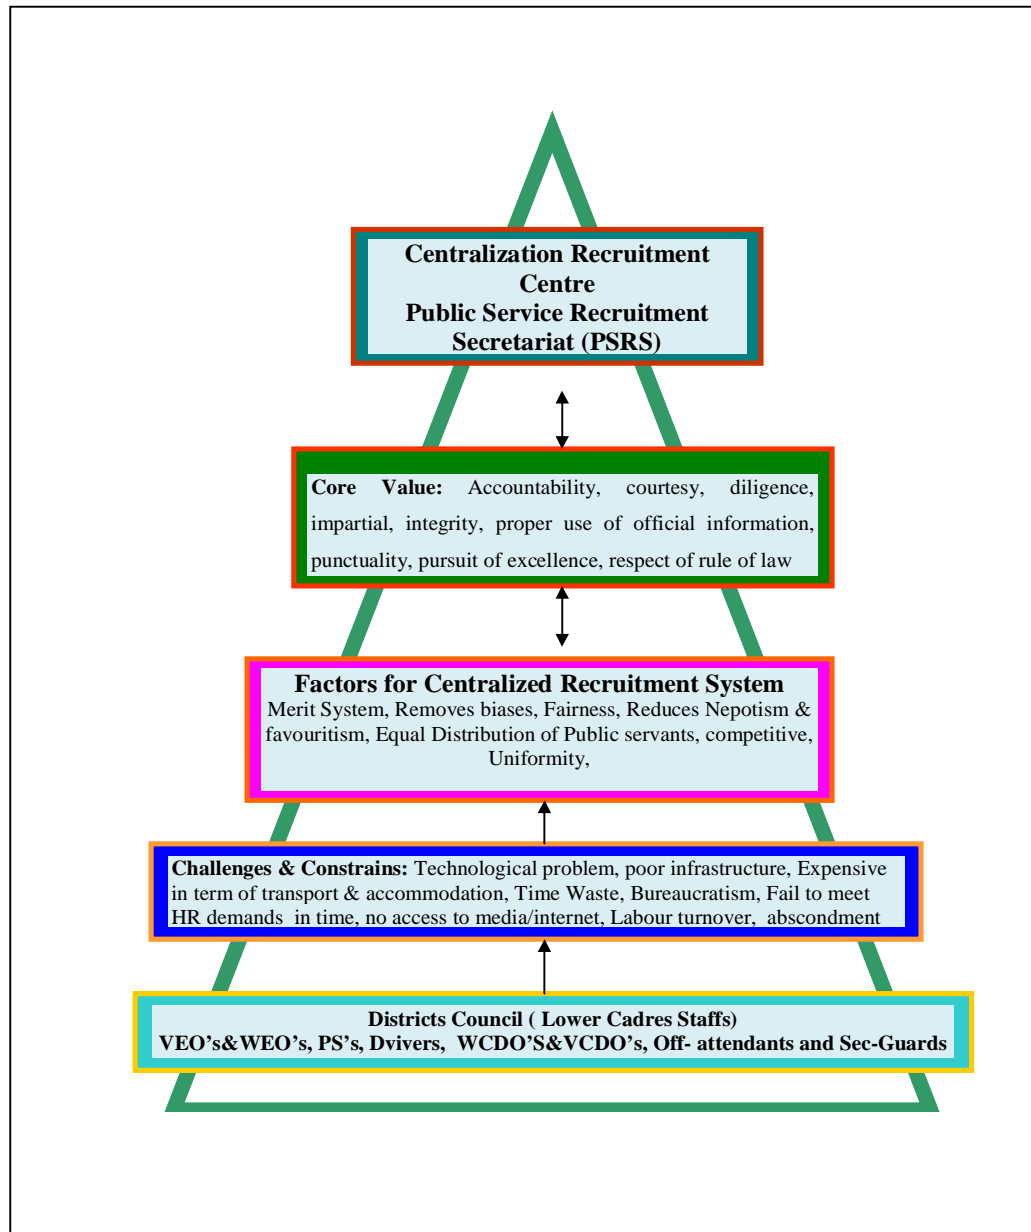 Centralization Recruitment
Centre
Public Service Recruitment
Secretariat (PSRS)
Core Value: Accountability, courtesy, diligence,
impartial, integrity, proper use of official information,
punctuality, pursuit of excellence, respect of rule of law
Factors for Centralized Recruitment System
Merit System, Removes biases, Fairness, Reduces Nepotism &
favouritism, Equal Distribution of Public servants, competitive,
Uniformity,
Challenges & Constrains: Technological problem, poor infrastructure, Expensive
in term of transport & accommodation, Time Waste, Bureaucratism, Fail to meet
HR demands in time, no access to media/internet, Labour turnover, abscondment
Districts Council ( Lower Cadres Staffs)
VEO's&WEO's, PS's, Dvivers, WCDO'S&VCDO's, Off- attendants and Sec-Guards